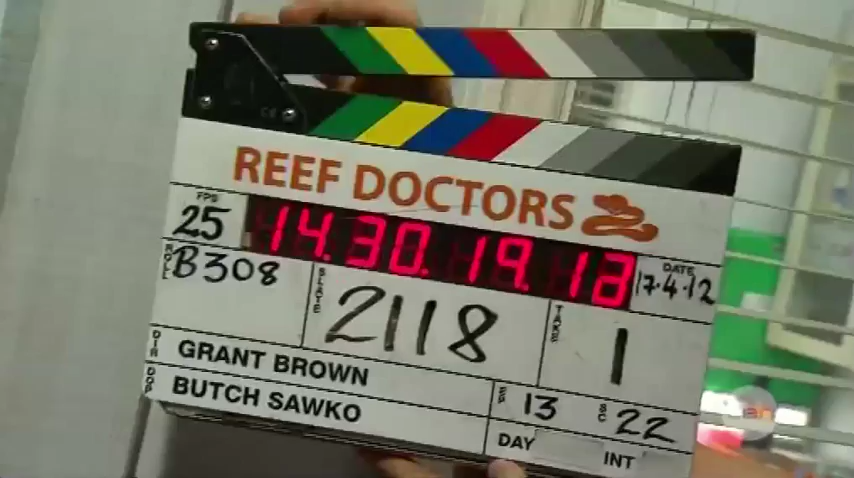 REEF DOCTORS
FPS 25 14.30.19.18 DATE 17.4.12
ROLL B308 SLATE 2118 TAKE 1
DIR GRANT BROWN
DOP BUTCH SAWKO
EP 13 SC 22
DAY INT